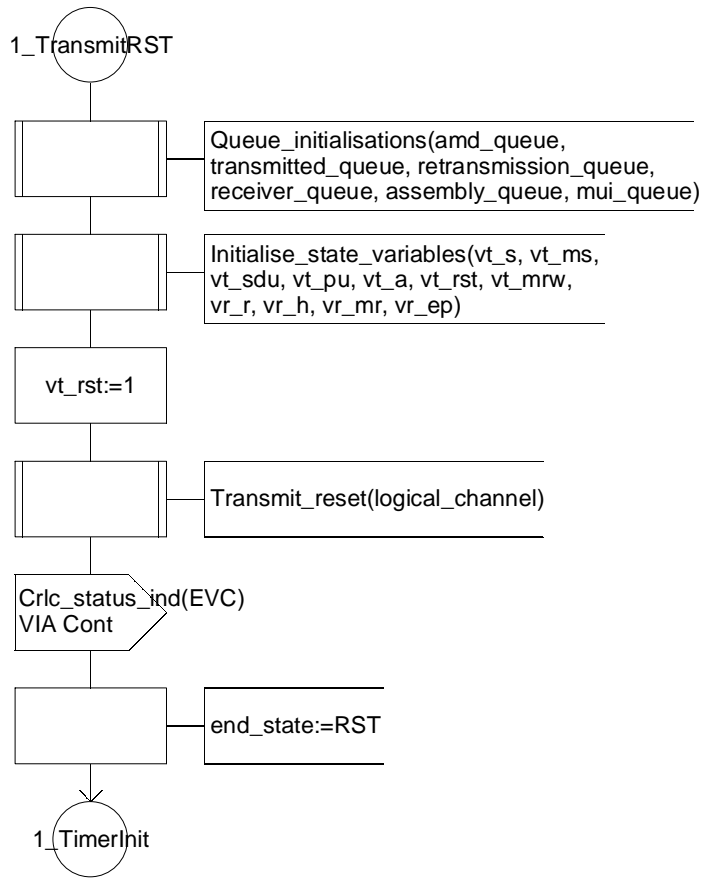 1_TransmitRST
Queue_initialisations(amd_queue,
transmitted_queue, retransmission_queue,
receiver_queue, assembly_queue, mui_queue)
Initialise_state_variables(vt_s, vt_ms,
vt_sdu, vt_pu, vt_a, vt_rst, vt_mrw,
vr_r, vr_h, vr_mr, vr_ep)
vt_rst:=1
Transmit_reset(logical_channel)
Crlc_status_ind(EVC)
VIA Cont
end_state:=RST
1_TimerInit